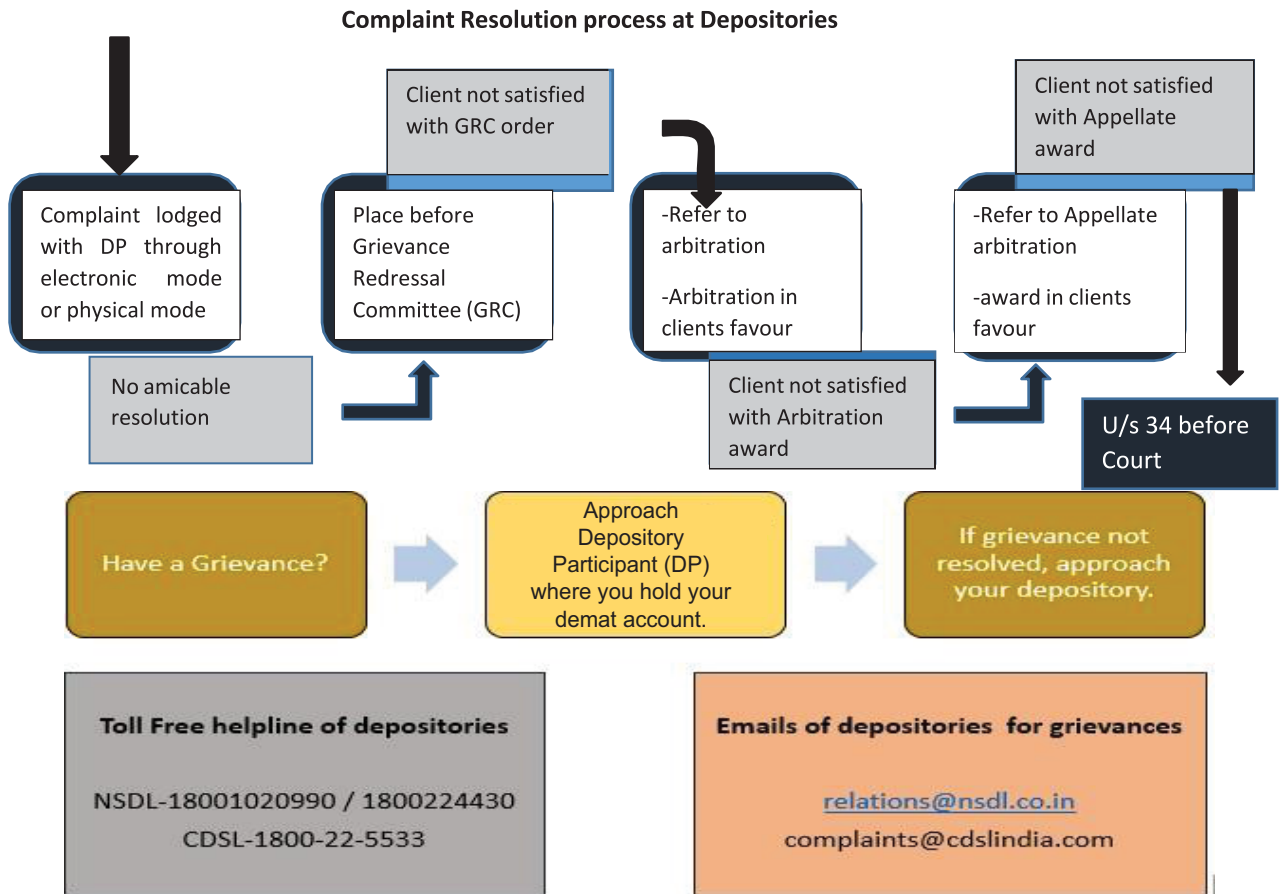 Complaint Resolution process at Depositories
Client not satisfied
with GRC order
Client not satisfied
with Appellate
award
Complaint lodged
with DP through
electronic mode
or physical mode
Place before
Grievance
Redressal
Committee (GRC)
-Refer to
arbitration
-Arbitration in
clients favour
-Refer to Appellate
arbitration
-award in clients
favour
No amicable
resolution
Client not satisfied
with Arbitration
award
U/s 34 before
Court
Have a Grievance?
Approach
Depository
Participant (DP)
where you hold your
demat account.
If grievance not
resolved, approach
your depository.
Toll Free helpline of depositories
NSDL-18001020990 / 1800224430
CDSL-1800-22-5533
Emails of depositories for grievances
relations@nsdl.co.in
complaints@cdslindia.com